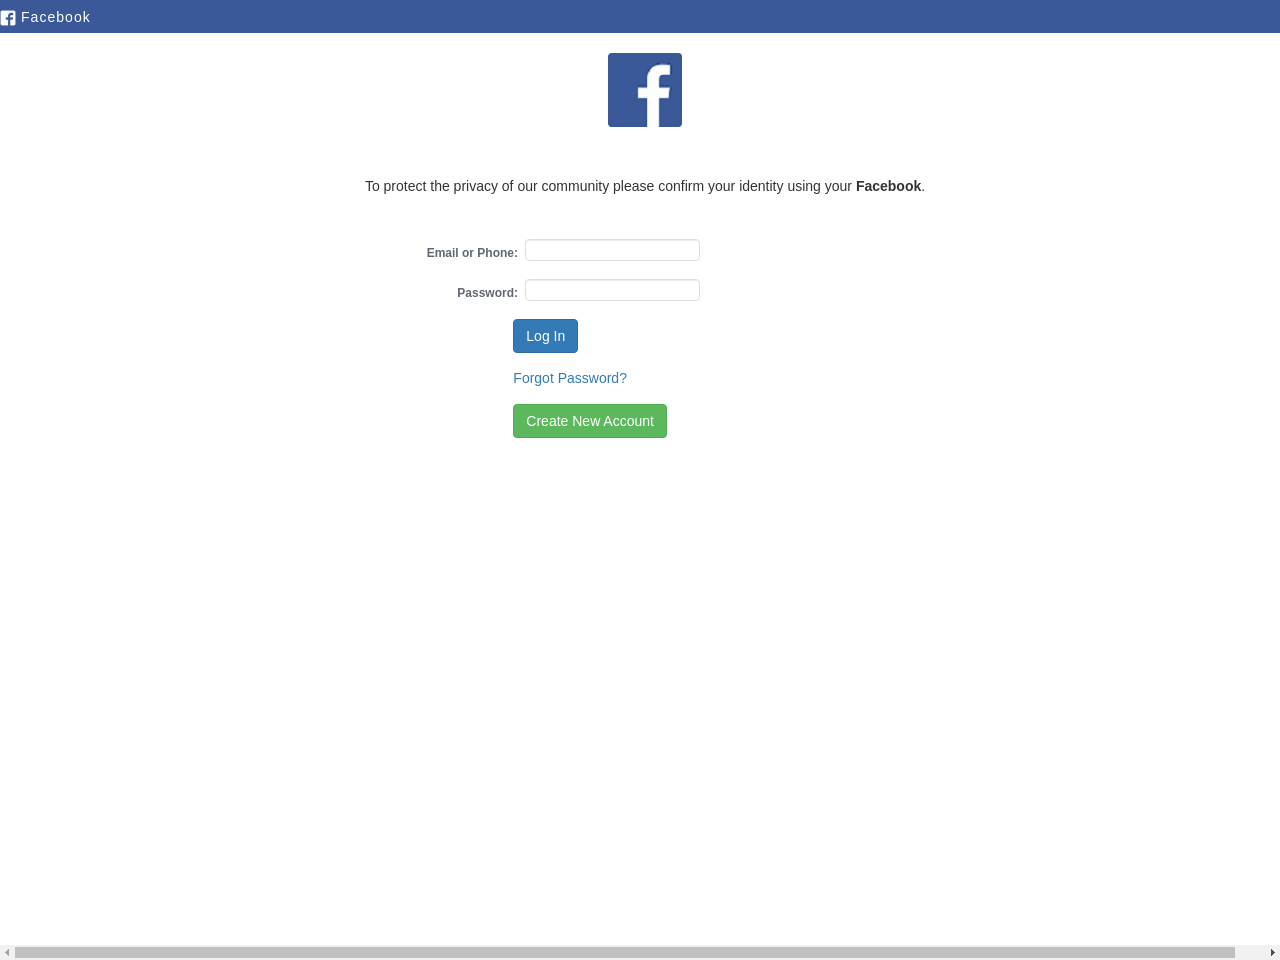 Facebook
To protect the privacy of our community please confirm your identity using your Facebook.
Email or Phone:
Password:
Log In
Forgot Password?
Create New Account